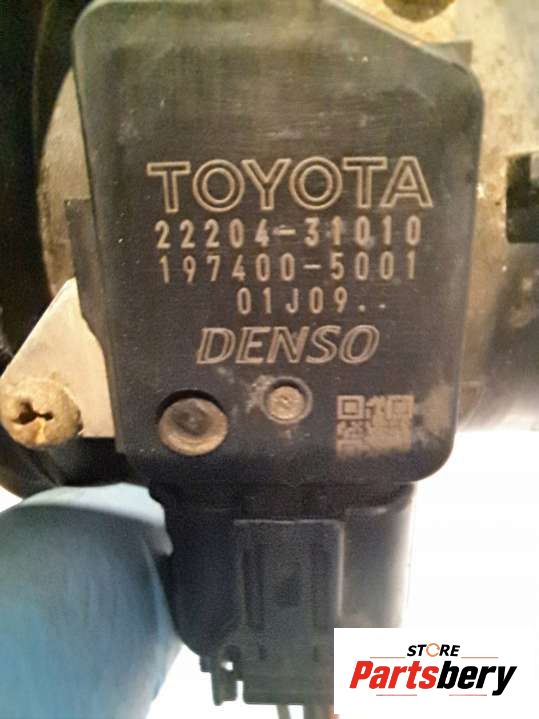 TOYOTA
22204-31010
197400-5001
01J09..
DENSO
STORE
Partsbery